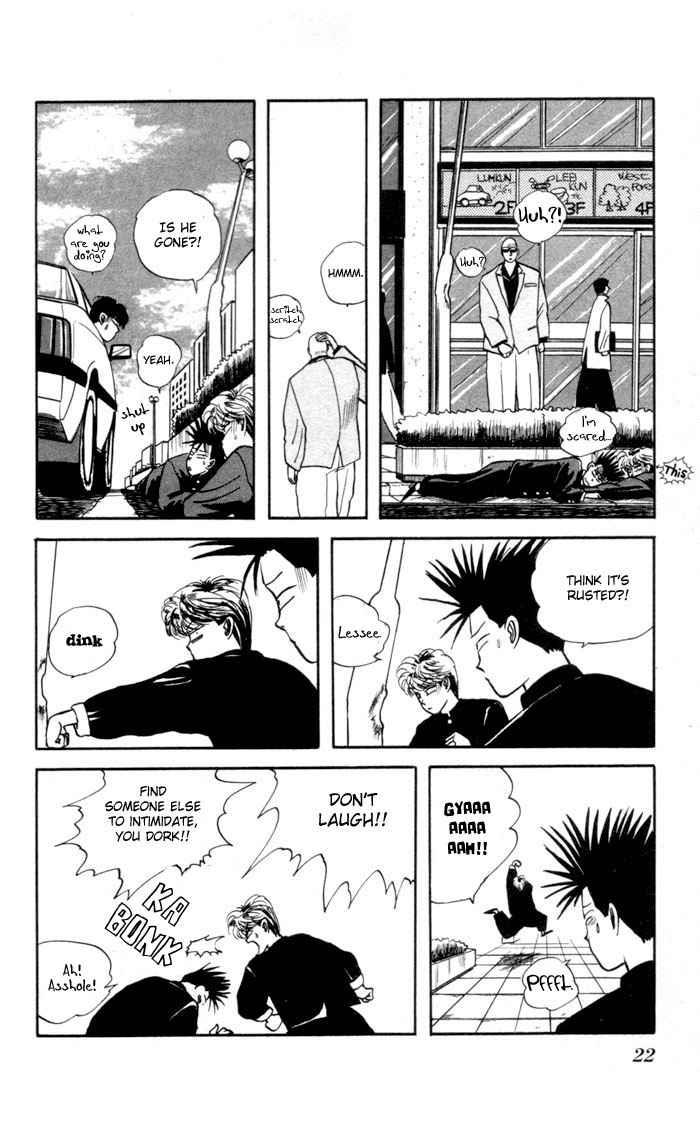 2F
3F
West.
4F
Huh?!
Huh?
I'm
scared...
This
HMMM.
scritch
scratch
IS HE
GONE?!
what
are you
doing?
YEAH.
shut
up
THINK IT'S
RUSTED?!
Lessee.
dink
GYAAA
AAAA
AAH!!
Pffft.
DON'T
LAUGH!!
FIND
SOMEONE ELSE
TO INTIMIDATE,
YOU DORK!!
KA
BONK
Ah!
Asshole!
22